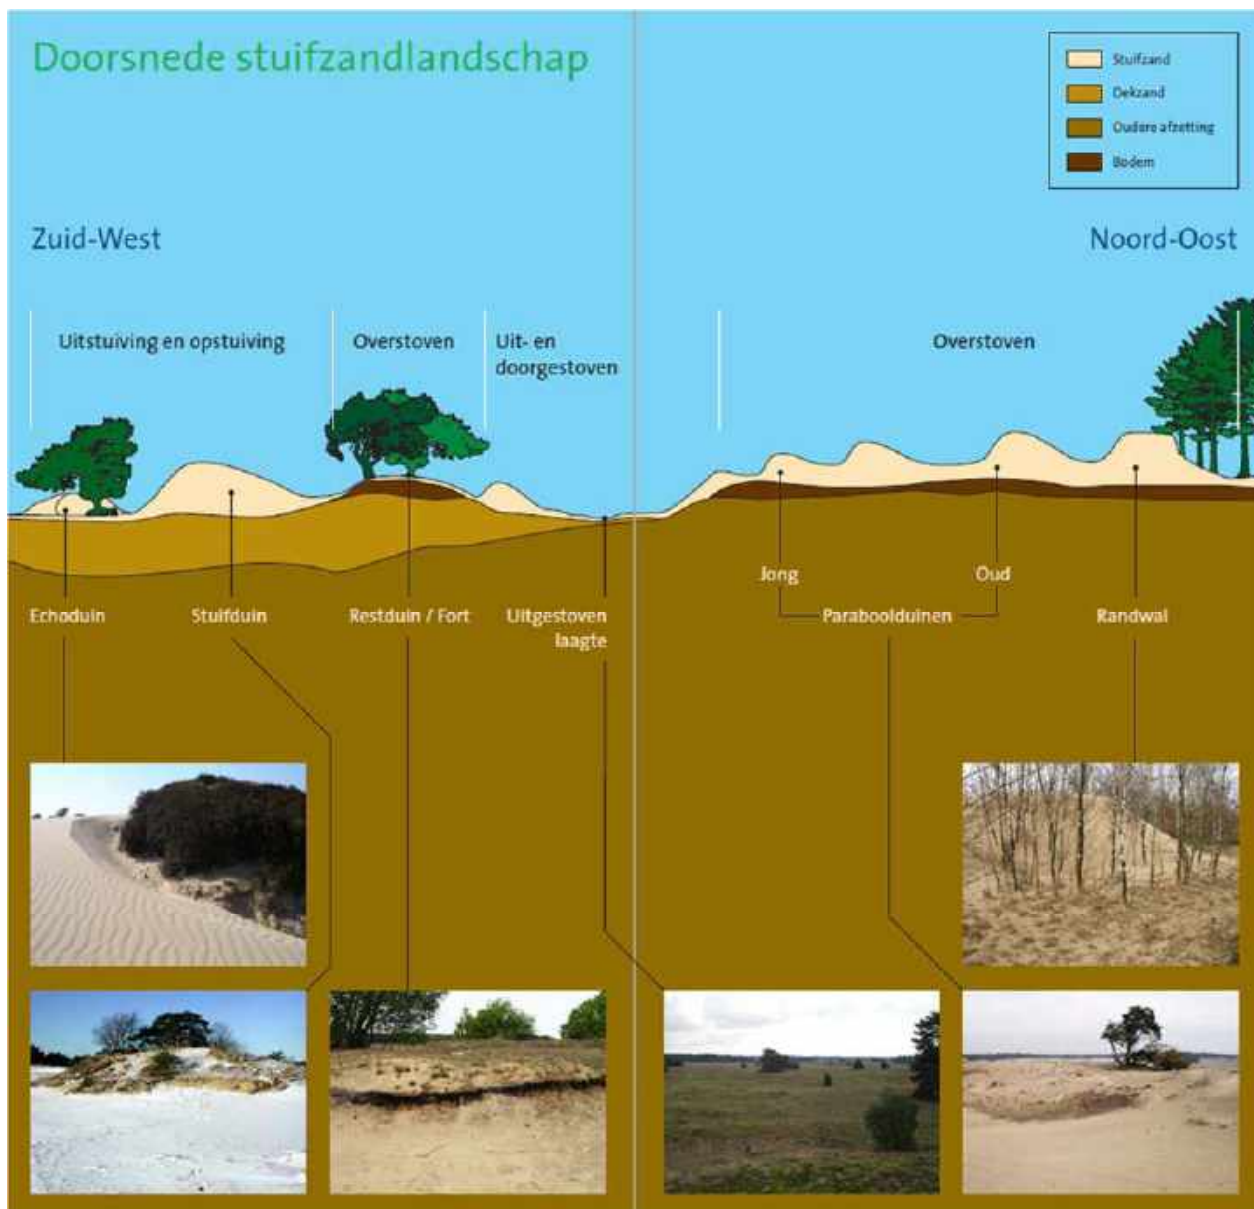 Doorsnede stuifzandlandschap
Stuifzand
Dekzand
Oudere afzetting
Bodem
Zuid-West
Noord-Oost
Uitstuiving en opstuiving
Overstoven
Uit- en
doorgestoven
Overstoven
Jong
Oud
Echoduin
Stuifduin
Restduin / Fort
Uitgestoven
laagte
Paraboolduinen
Randwal